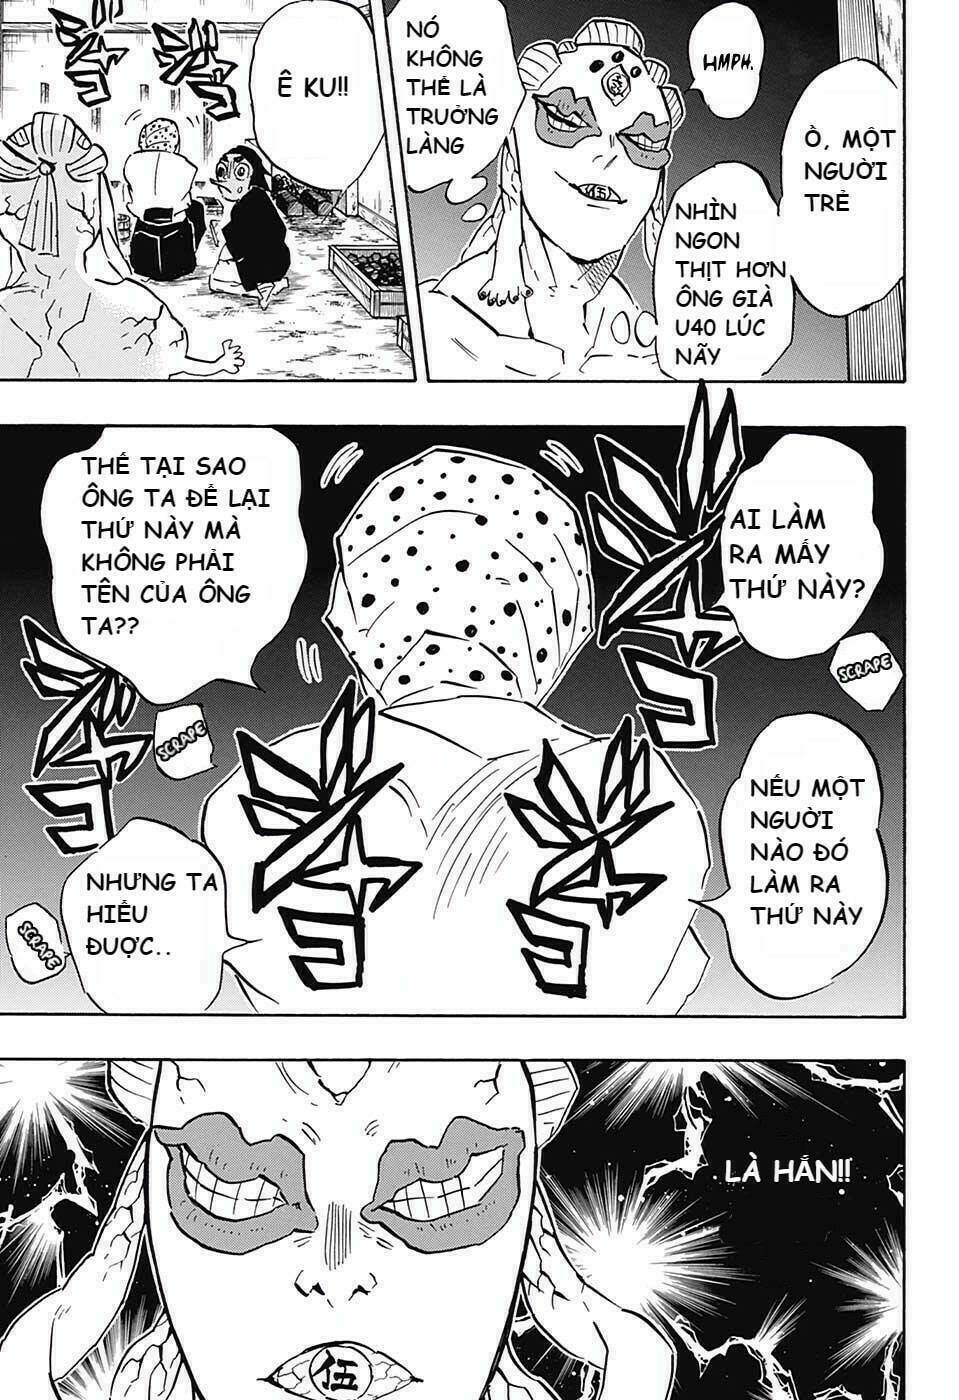 Ồ, MỘT
NGƯỜI
TRẺ
HMPH.
NHÌN
NGON
THỊT HƠN
ÔNG GIÀ
U40 LÚC
NÃY
NÓ
KHÔNG
THỂ LÀ
TRUỞNG
LÀNG
Ê KU!!
AI LÀM
RA MẤY
THỨ NÀY?
SCRAPE
THẾ TẠI SAO
ÔNG TA ĐỂ LẠI
THỨ NÀY MÀ
KHÔNG PHẢI
TÊN CỦA ÔNG
TA??
SCRAPE
NẾU MỘT
NGUỜI
NÀO ĐÓ
LÀM RA
THỨ NÀY
NHƯNG TA
HIỂU
ĐUỢC..
SCRAPE
LÀ HẮN!!
伍